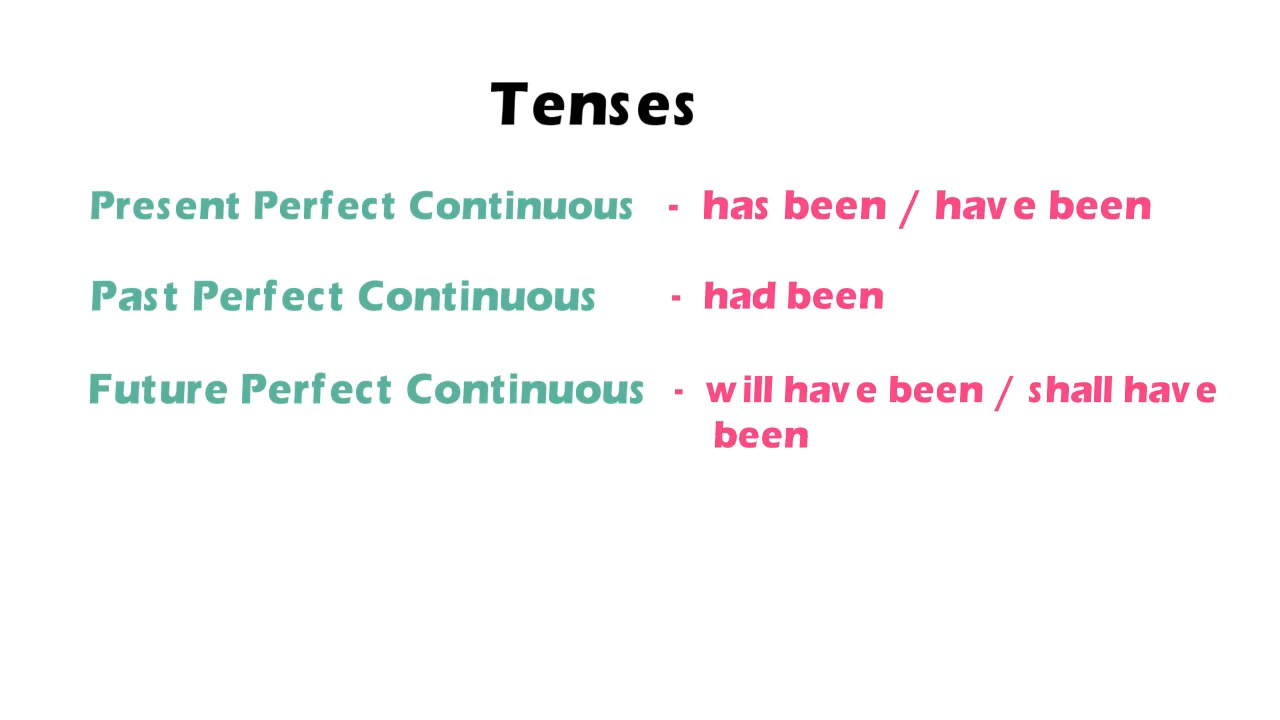 Tenses
Present Perfect Continuous - has been / have been
Past Perfect Continuous - had been
Future Perfect Continuous - will have been / shall have
been